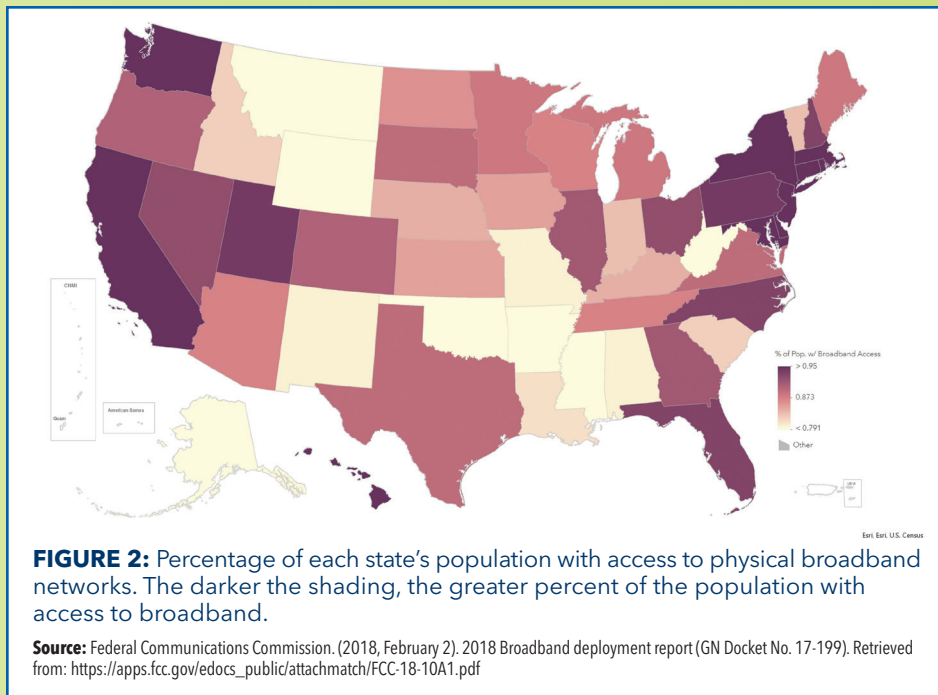 CNMI
Guam
American Samoa
% of Pop. w/ Broadband Access
> 0.95
0.873
< 0.791
Other
Esri, Esri, U.S. Census
FIGURE 2: Percentage of each state's population with access to physical broadband
networks. The darker the shading, the greater percent of the population with
access to broadband.
Source: Federal Communications Commission. (2018, February 2). 2018 Broadband deployment report (GN Docket No. 17-199). Retrieved
from: https://apps.fcc.gov/edocs_public/attachmatch/FCC-18-10A1.pdf